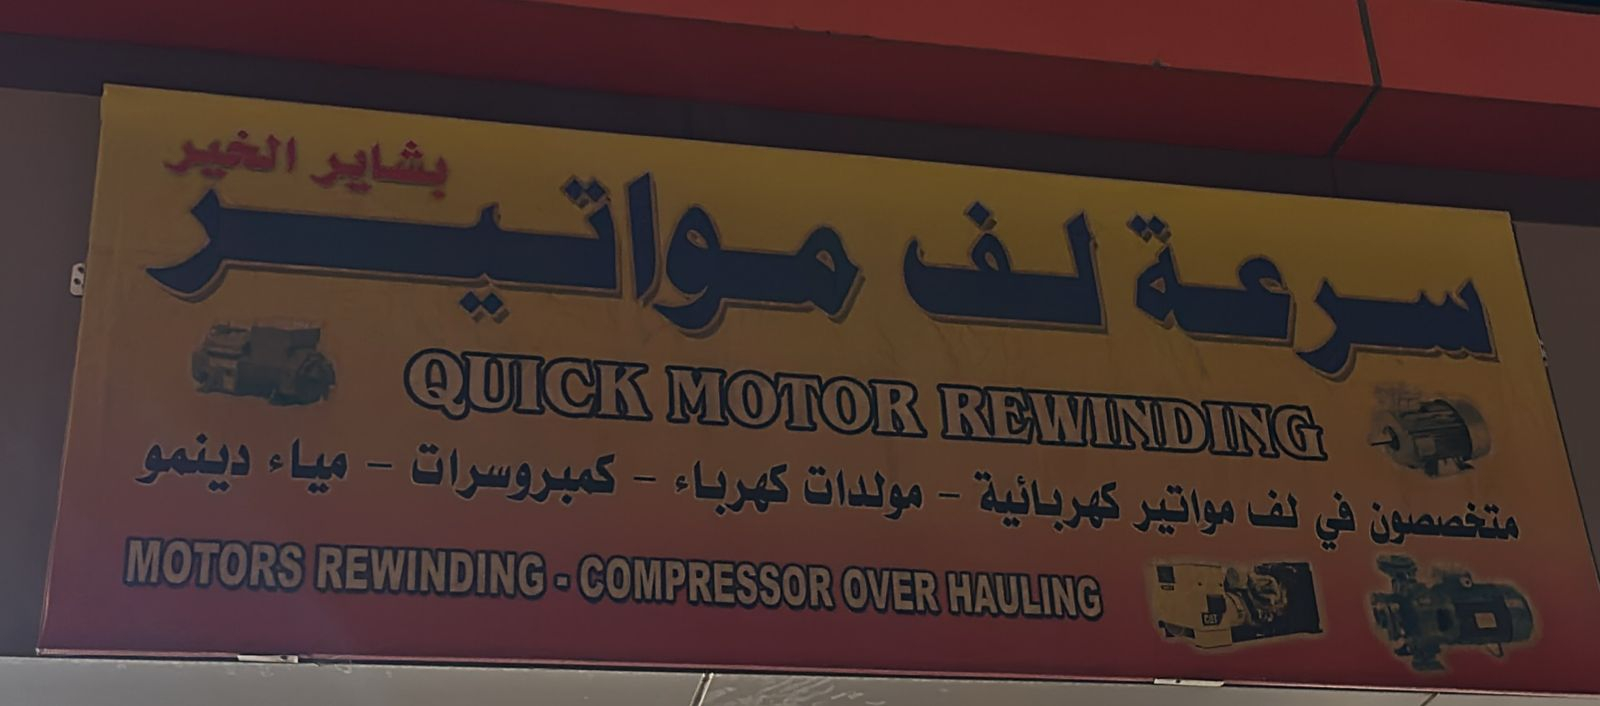 بشاير الخير
سرعة لف مواتير
QUICK MOTOR REWINDING
متخصصون في لف مواتير كهربائية - مولدات كهرباء - كمبروسرات - مياء دينمو
MOTORS REWINDING - COMPRESSOR OVER HAULING
CAT